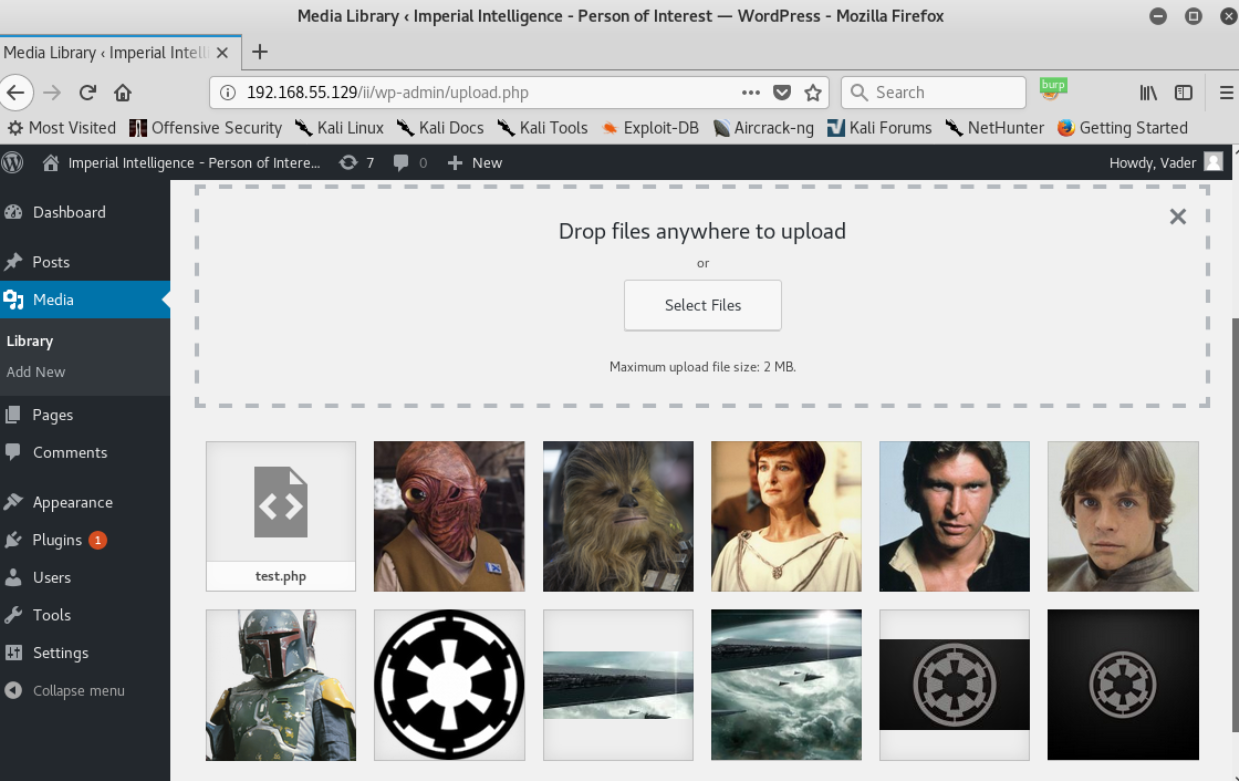 Media Library ‹ Imperial Intelligence - Person of Interest — WordPress - Mozilla Firefox
Media Library ‹ Imperial Intelli
192.168.55.129/ii/wp-admin/upload.php
Search
burp
Most Visited Offensive Security Kali Linux Kali Docs Kali Tools Exploit-DB Aircrack-ng Kali Forums NetHunter Getting Started
Imperial Intelligence - Person of Intere... 7 0 + New Howdy, Vader
Dashboard
Posts
Media
Library
Add New
Pages
Comments
Appearance
Plugins 1
Users
Tools
Settings
Collapse menu
Drop files anywhere to upload
or
Select Files
Maximum upload file size: 2 MB.
test.php